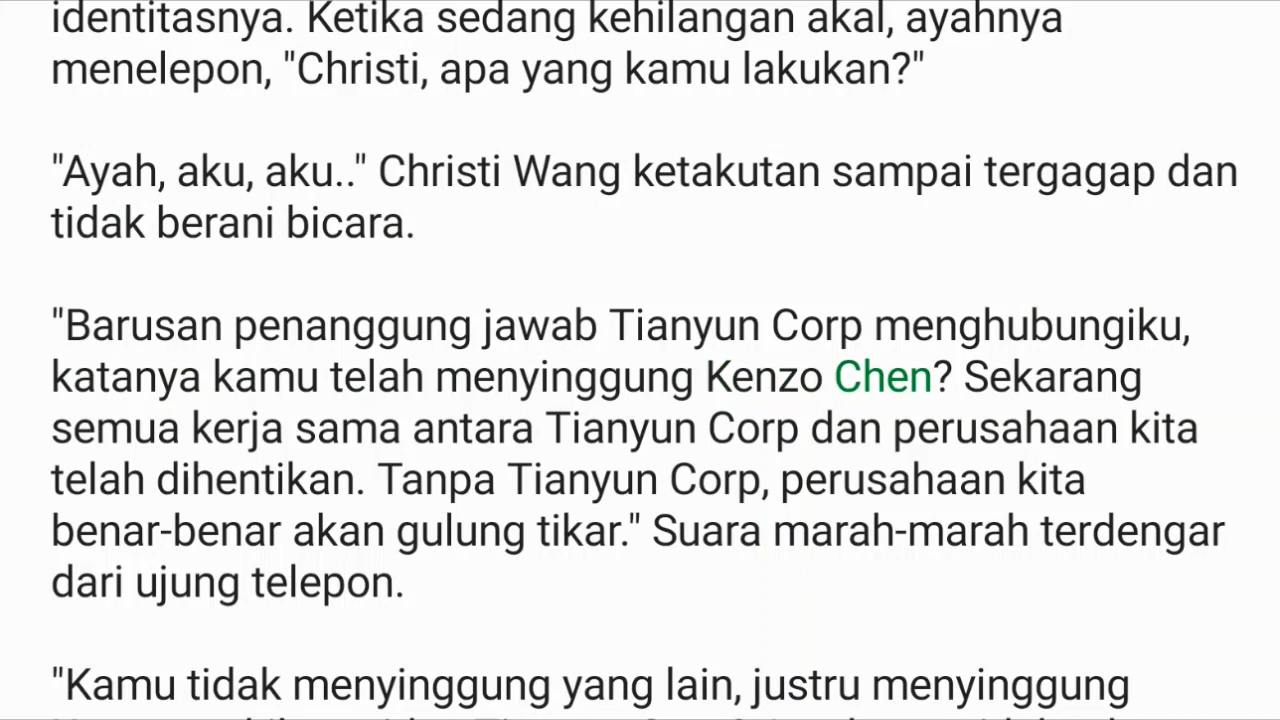 identitasnya. Ketika sedang kehilangan akal, ayahnya
menelepon, "Christi, apa yang kamu lakukan?"
"Ayah, aku, aku.." Christi Wang ketakutan sampai tergagap dan
tidak berani bicara.
"Barusan penanggung jawab Tianyun Corp menghubungiku,
katanya kamu telah menyinggung Kenzo Chen? Sekarang
semua kerja sama antara Tianyun Corp dan perusahaan kita
telah dihentikan. Tanpa Tianyun Corp, perusahaan kita
benar-benar akan gulung tikar." Suara marah-marah terdengar
dari ujung telepon.
"Kamu tidak menyinggung yang lain, justru menyinggung